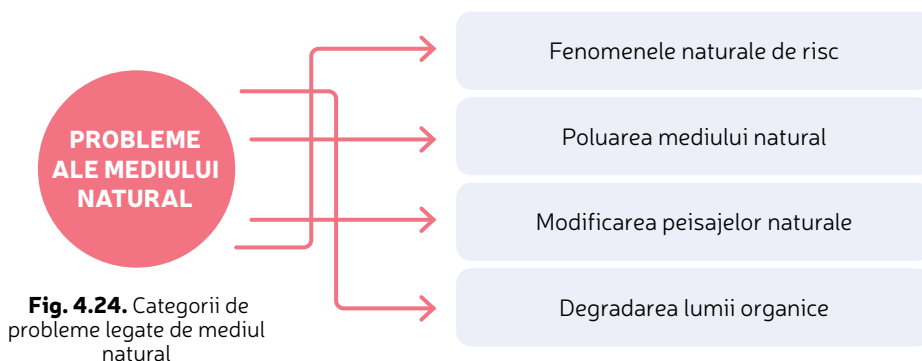 PROBLEME
ALE MEDIULUI
NATURAL
Fig. 4.24. Categorii de
probleme legate de mediul
natural
Fenomenele naturale de risc
Poluarea mediului natural
Modificarea peisajelor naturale
Degradarea lumii organice